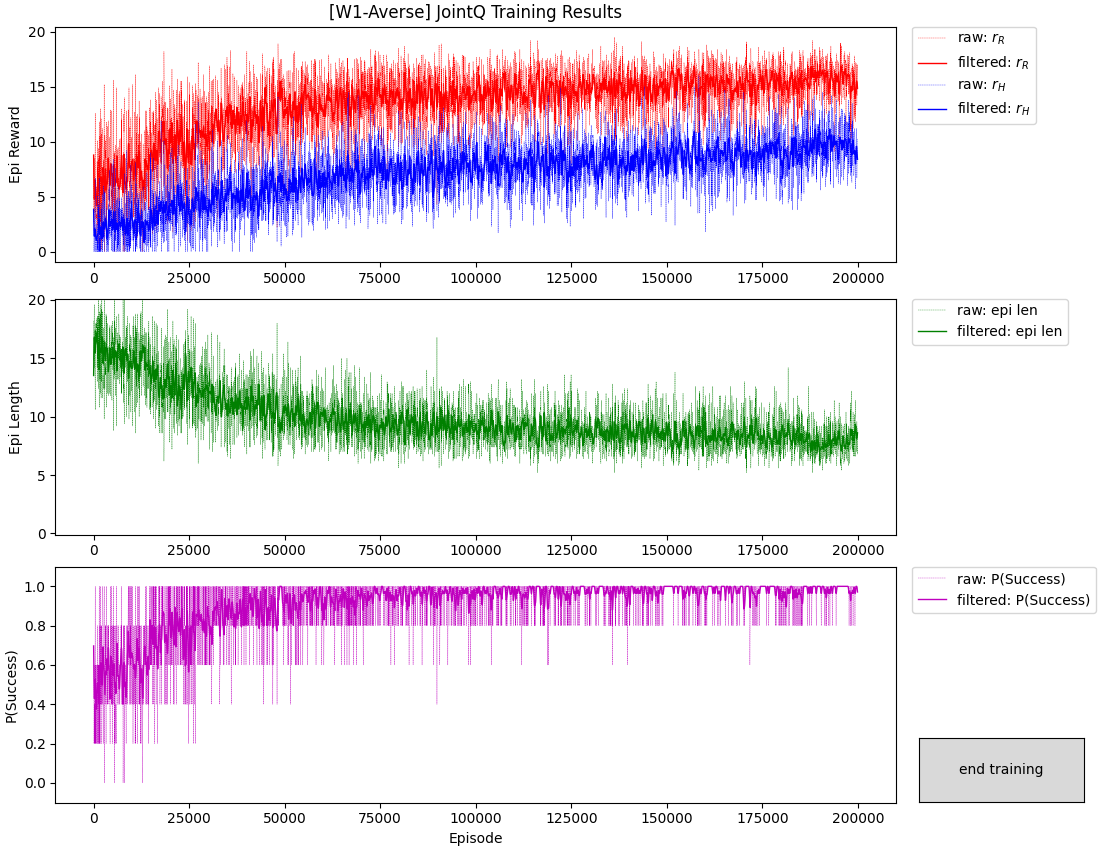 [W1-Averse] JointQ Training Results
Epi Reward
20
15
10
5
0
0 25000 50000 75000 100000 125000 150000 175000 200000
raw: r_R
filtered: r_R
raw: r_H
filtered: r_H
Epi Length
20
15
10
5
0
0 25000 50000 75000 100000 125000 150000 175000 200000
raw: epi len
filtered: epi len
P(Success)
1.0
0.8
0.6
0.4
0.2
0.0
0 25000 50000 75000 100000 125000 150000 175000 200000
Episode
raw: P(Success)
filtered: P(Success)
end training